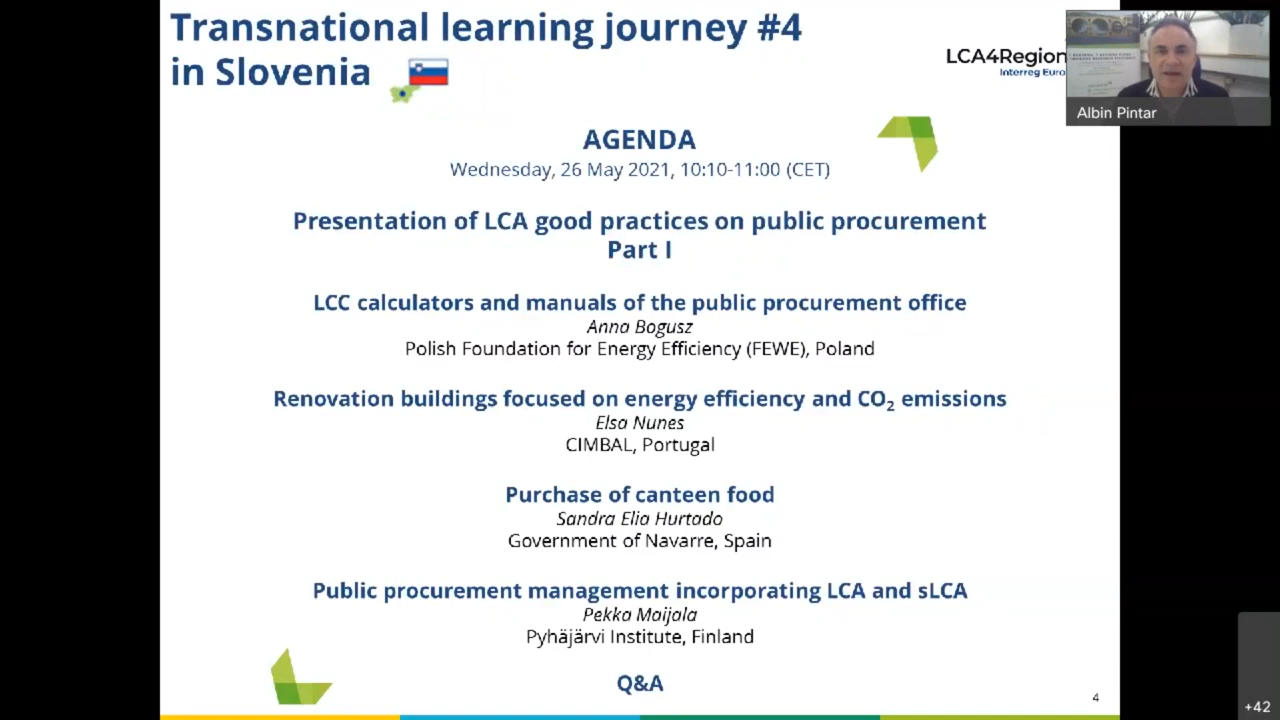 Transnational learning journey #4
in Slovenia
LCA4Region
Interreg Euro
Albin Pintar
AGENDA
Wednesday, 26 May 2021, 10:10-11:00 (CET)
Presentation of LCA good practices on public procurement
Part I
LCC calculators and manuals of the public procurement office
Anna Bogusz
Polish Foundation for Energy Efficiency (FEWE), Poland
Renovation buildings focused on energy efficiency and CO₂ emissions
Elsa Nunes
CIMBAL, Portugal
Purchase of canteen food
Sandra Elia Hurtado
Government of Navarre, Spain
Public procurement management incorporating LCA and sLCA
Pekka Maijala
Pyhäjärvi Institute, Finland
Q&A
4
+42